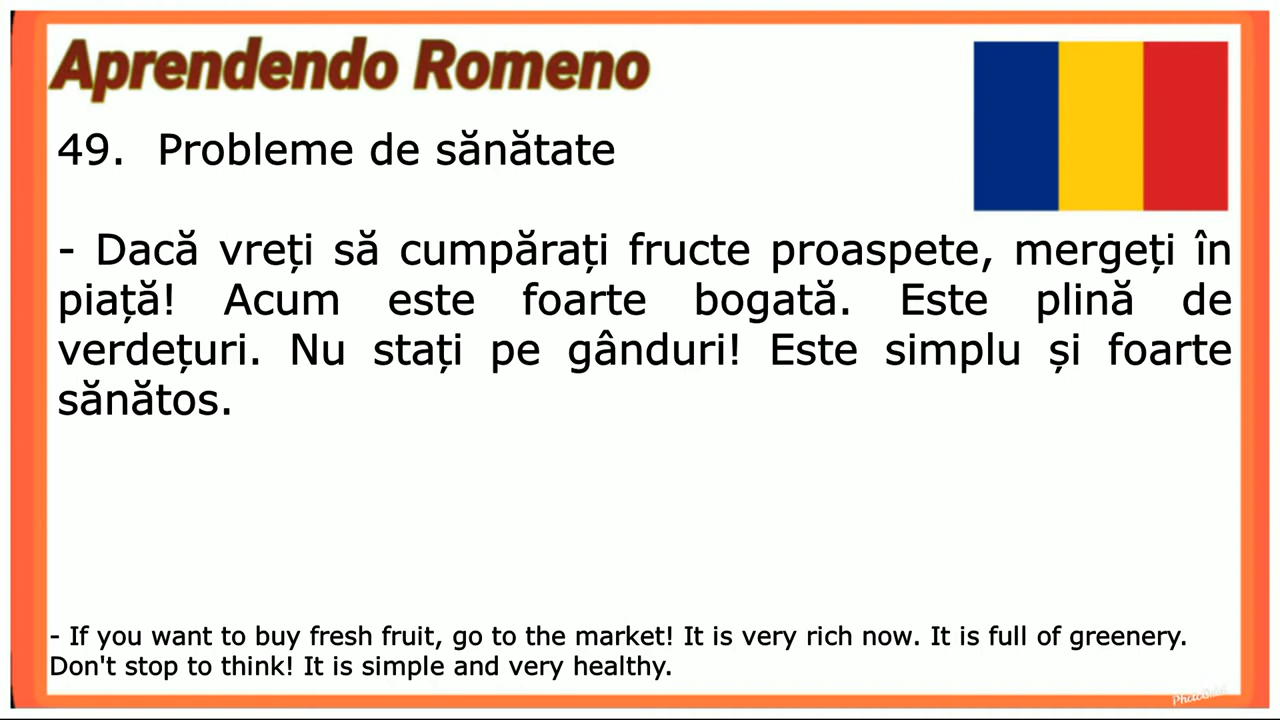 Aprendendo Romeno
49. Probleme de sănătate
- Dacă vreți să cumpărați fructe proaspete, mergeți în
piață! Acum este foarte bogată. Este plină de
verdețuri. Nu stați pe gânduri! Este simplu și foarte
sănătos.
- If you want to buy fresh fruit, go to the market! It is very rich now. It is full of greenery.
Don't stop to think! It is simple and very healthy.